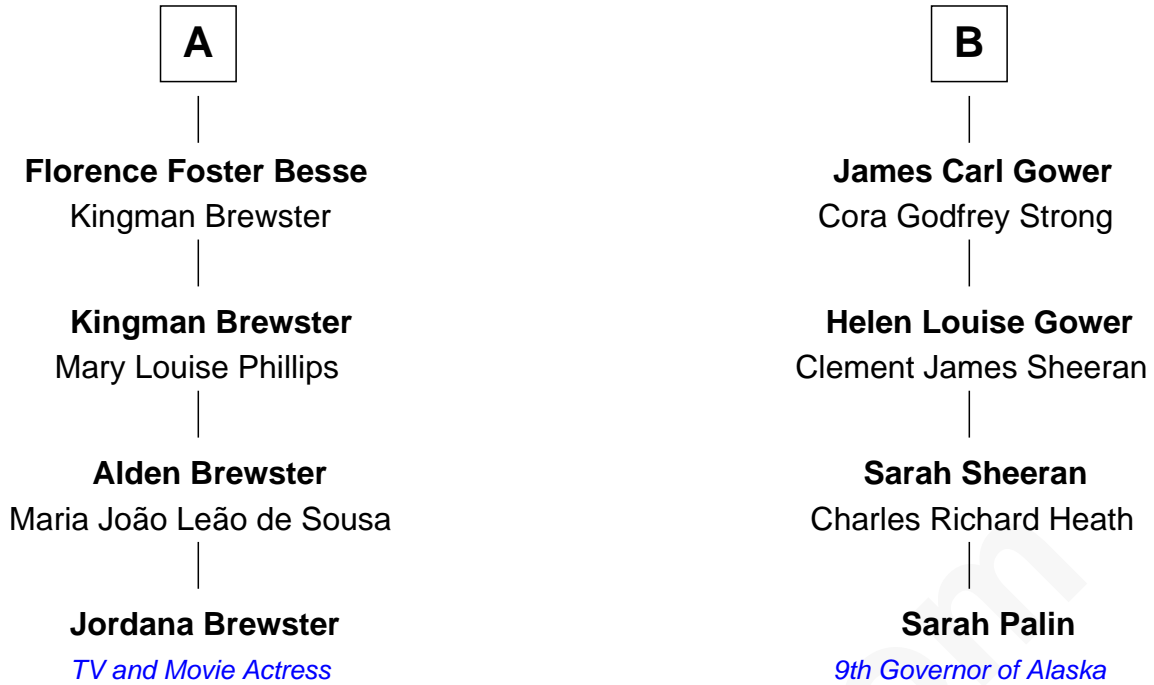 A
Florence Foster Besse
Kingman Brewster
Kingman Brewster
Mary Louise Phillips
Alden Brewster
Maria João Leão de Sousa
Jordana Brewster
TV and Movie Actress
B
James Carl Gower
Cora Godfrey Strong
Helen Louise Gower
Clement James Sheeran
Sarah Sheeran
Charles Richard Heath
Sarah Palin
9th Governor of Alaska